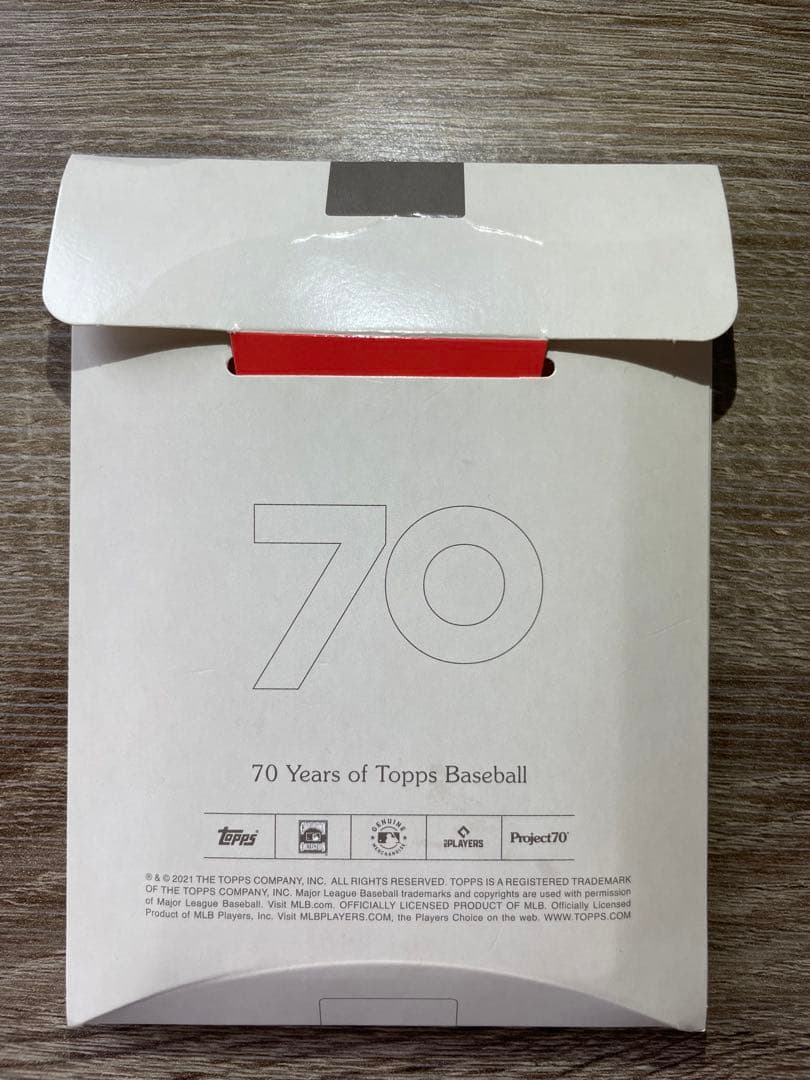 70
70 Years of Topps Baseball
Topps GENUINE MERCHANDISE PLAYERS Project70
® & © 2021 THE TOPPS COMPANY, INC. ALL RIGHTS RESERVED. TOPPS IS A REGISTERED TRADEMARK
OF THE TOPPS COMPANY, INC. Major League Baseball trademarks and copyrights are used with permission
of Major League Baseball. Visit MLB.com. OFFICIALLY LICENSED PRODUCT OF MLB. Officially Licensed
Product of MLB Players, Inc. Visit MLBPLAYERS.COM, the Players Choice on the web. WWW.TOPPS.COM